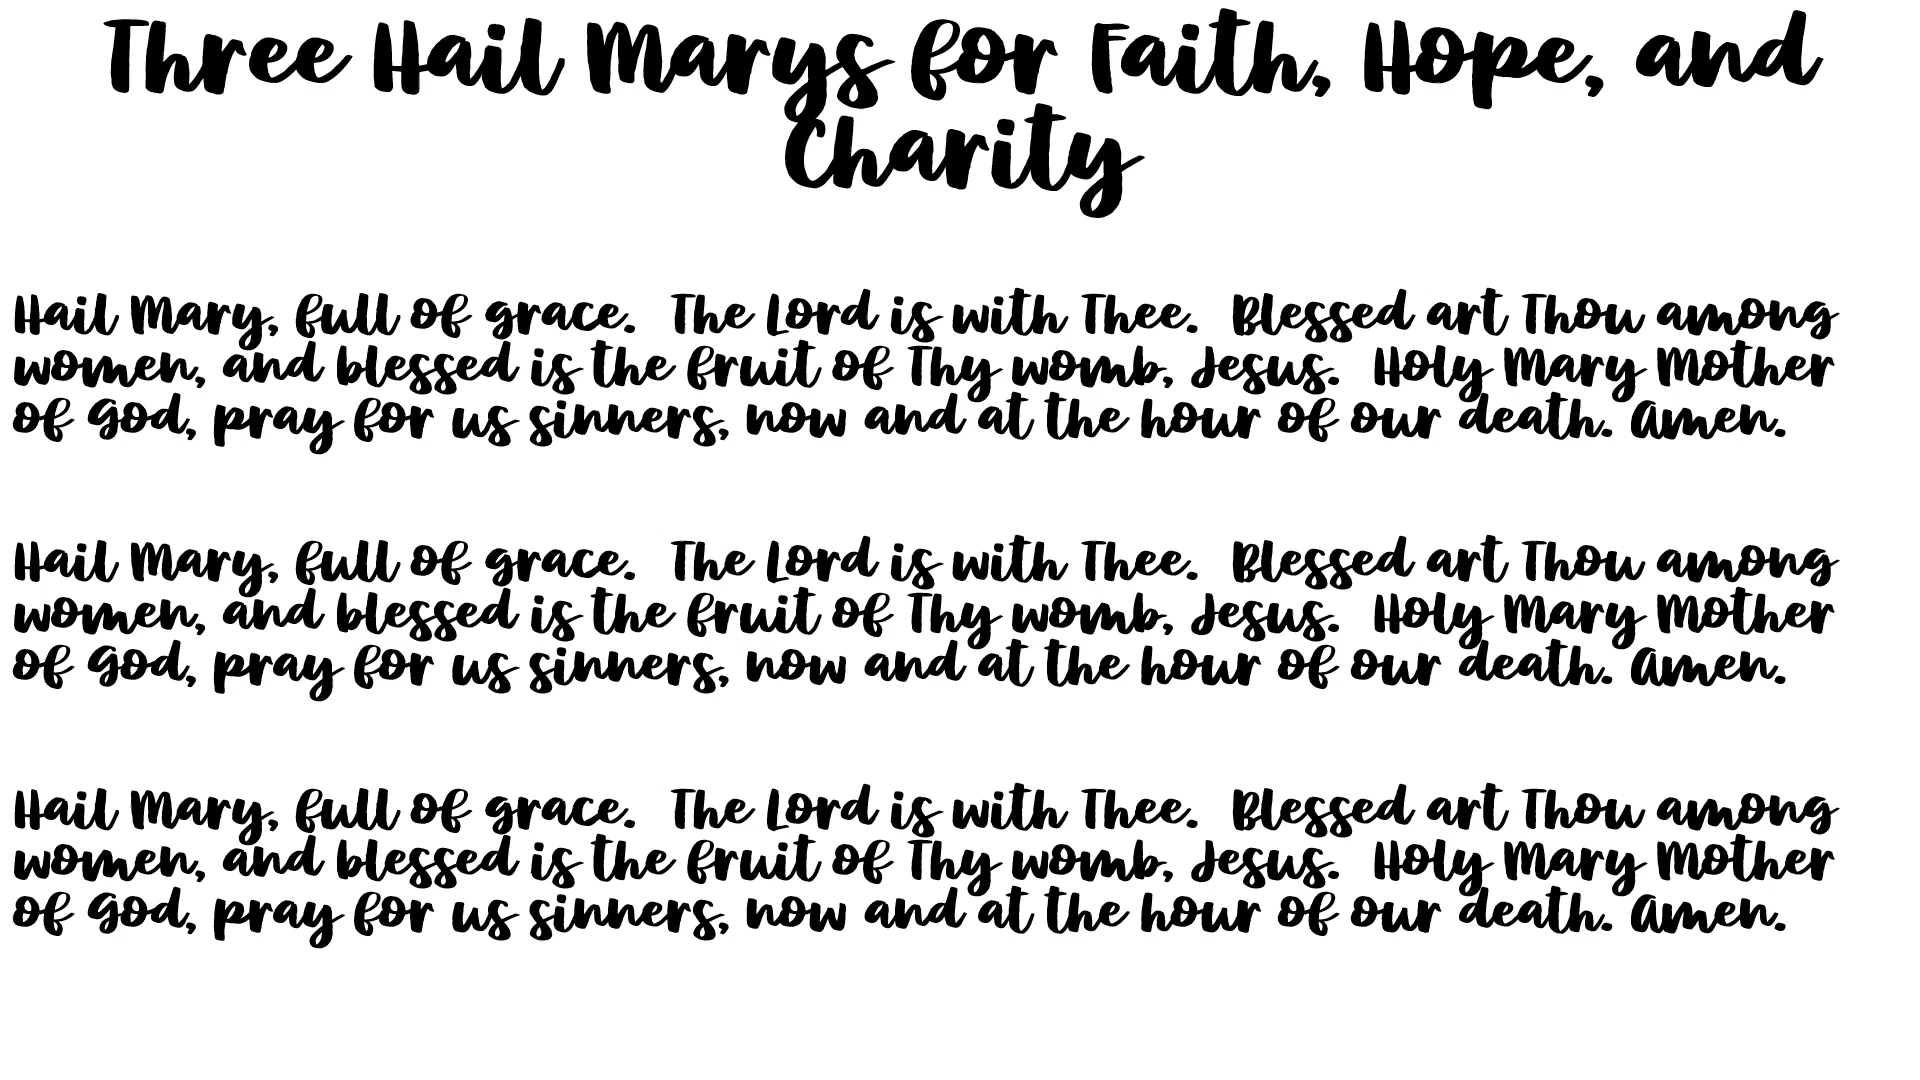 Three Hail Marys for Faith, Hope, and
Charity
Hail Mary, full of grace.  The Lord is with Thee.  Blessed art Thou among
women, and blessed is the fruit of Thy womb, Jesus.  Holy Mary Mother
of God, pray for us sinners, now and at the hour of our death. Amen.
Hail Mary, full of grace.  The Lord is with Thee.  Blessed art Thou among
women, and blessed is the fruit of Thy womb, Jesus.  Holy Mary Mother
of God, pray for us sinners, now and at the hour of our death. Amen.
Hail Mary, full of grace.  The Lord is with Thee.  Blessed art Thou among
women, and blessed is the fruit of Thy womb, Jesus.  Holy Mary Mother
of God, pray for us sinners, now and at the hour of our death. Amen.